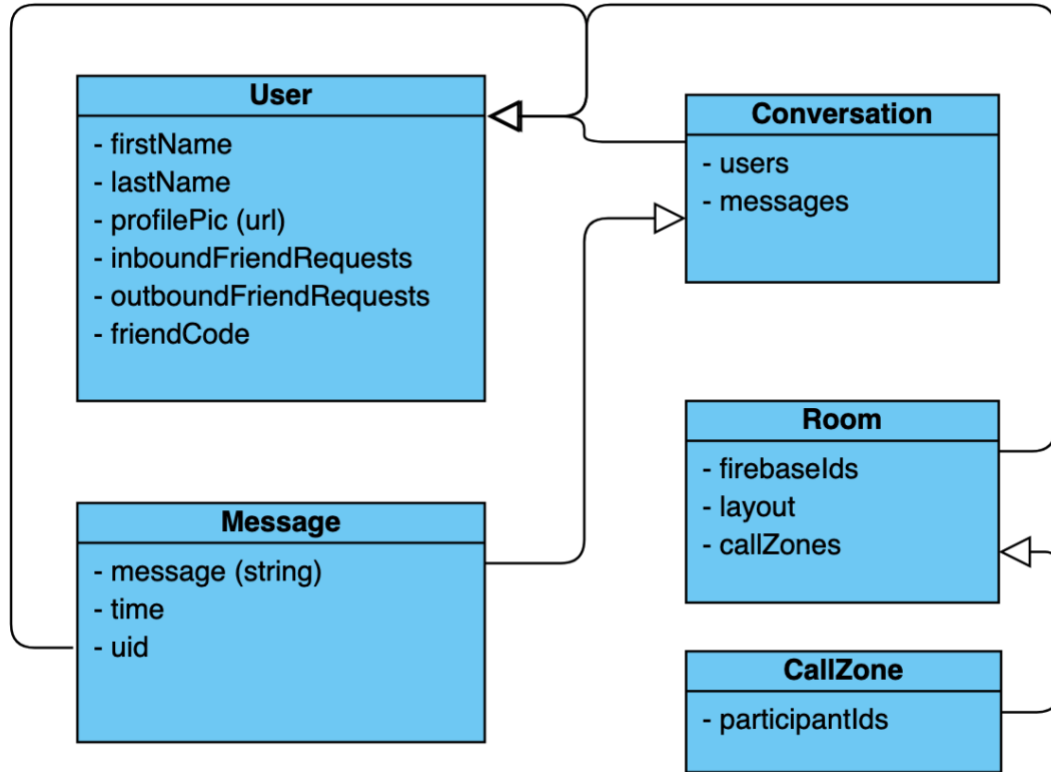 User
- firstName
- lastName
- profilePic (url)
- inboundFriendRequests
- outboundFriendRequests
- friendCode
Conversation
- users
- messages
Message
- message (string)
- time
- uid
Room
- firebaseIds
- layout
- callZones
CallZone
- participantIds